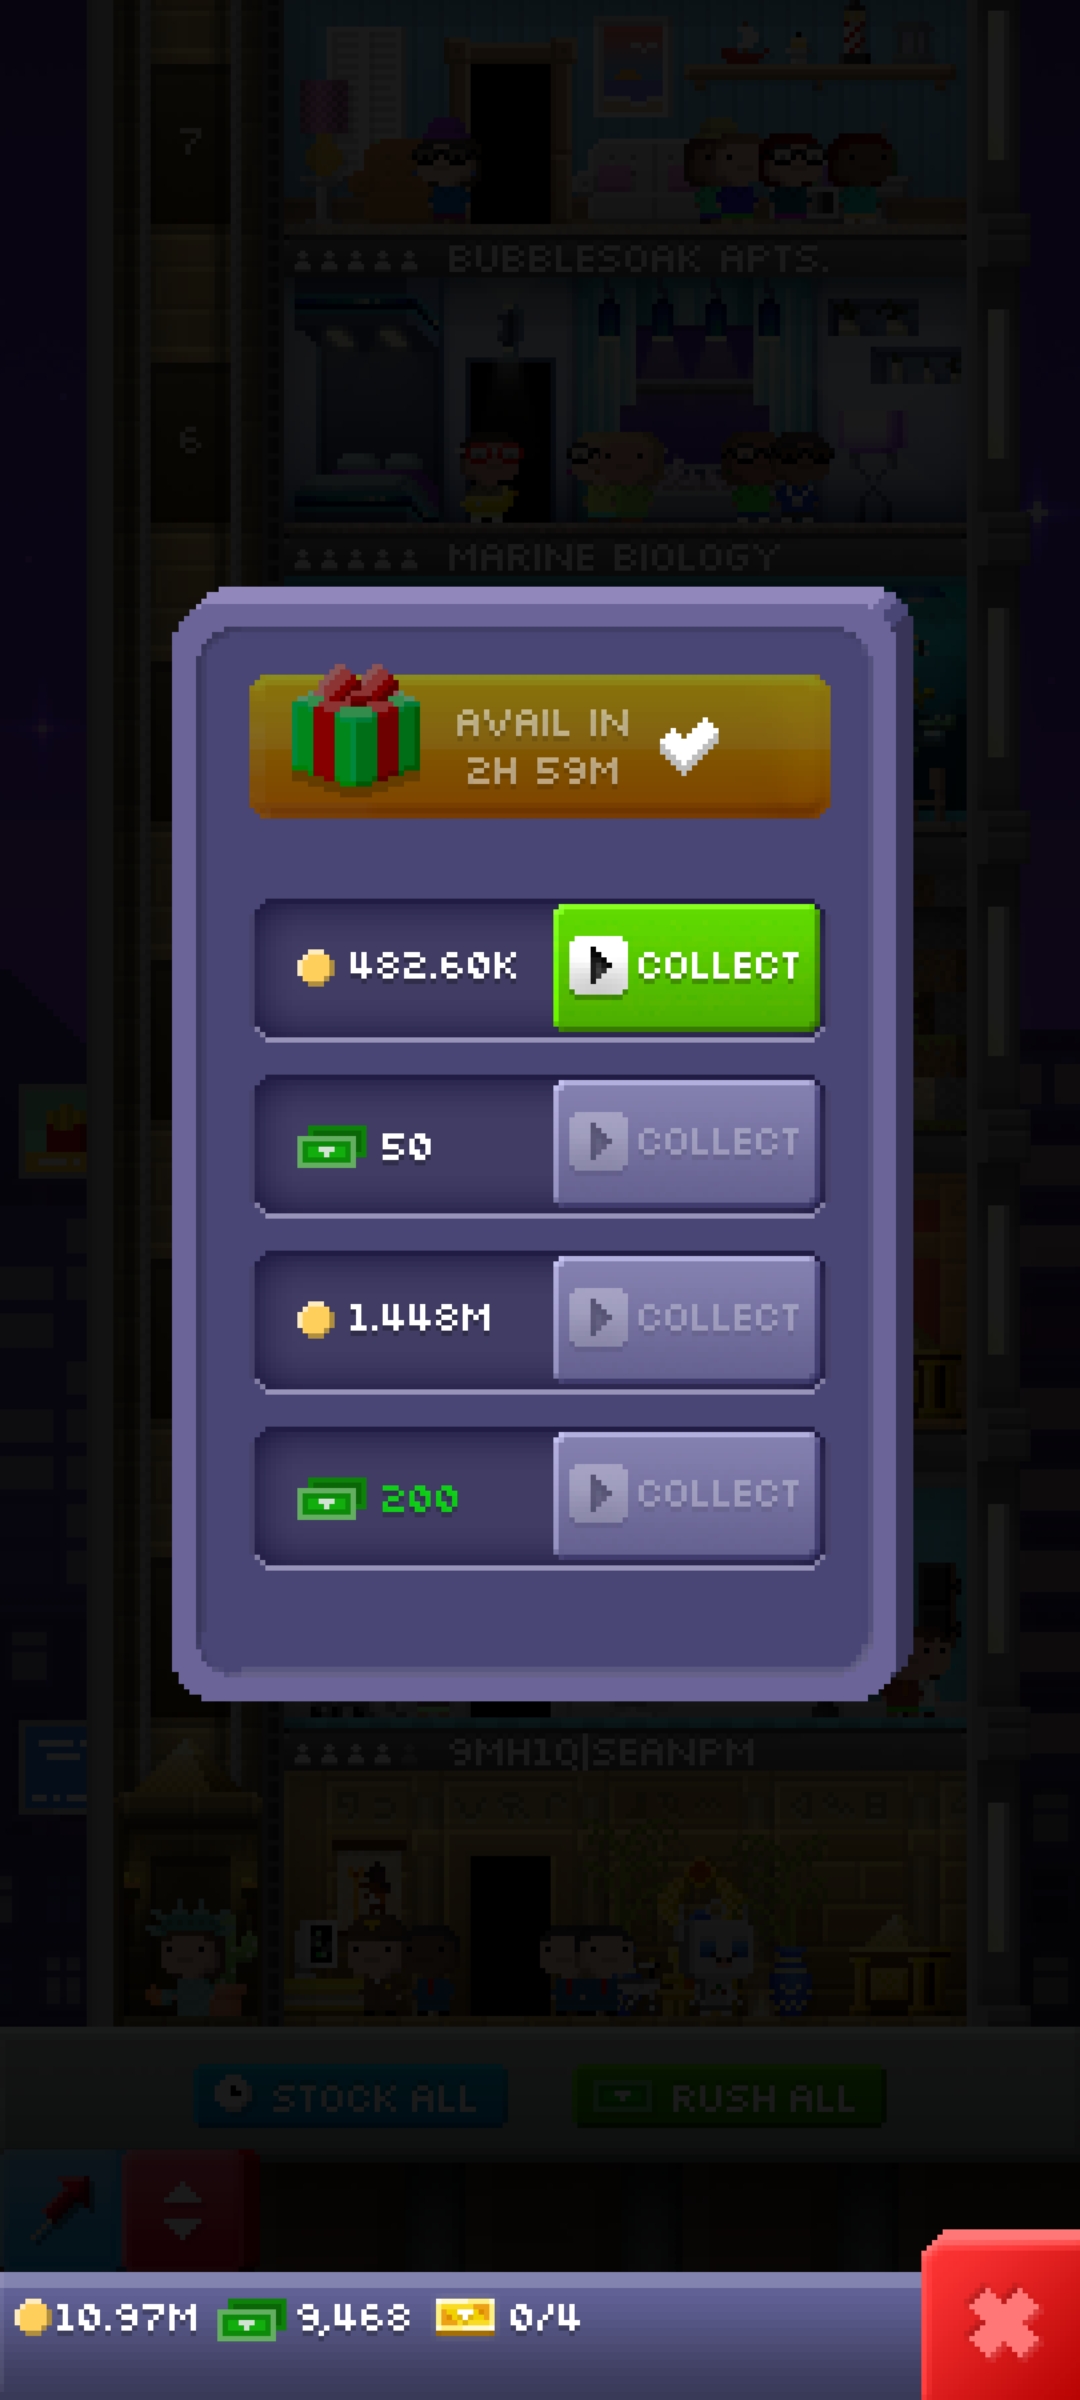 7
BUBBLESOAK APTS.
6
MARINE BIOLOGY
AVAIL IN
2H 59M
482.60K
COLLECT
50
COLLECT
1.448M
COLLECT
200
COLLECT
9MH1Q|SEANPM
STOCK ALL
RUSH ALL
10.97M 9,468 0/4